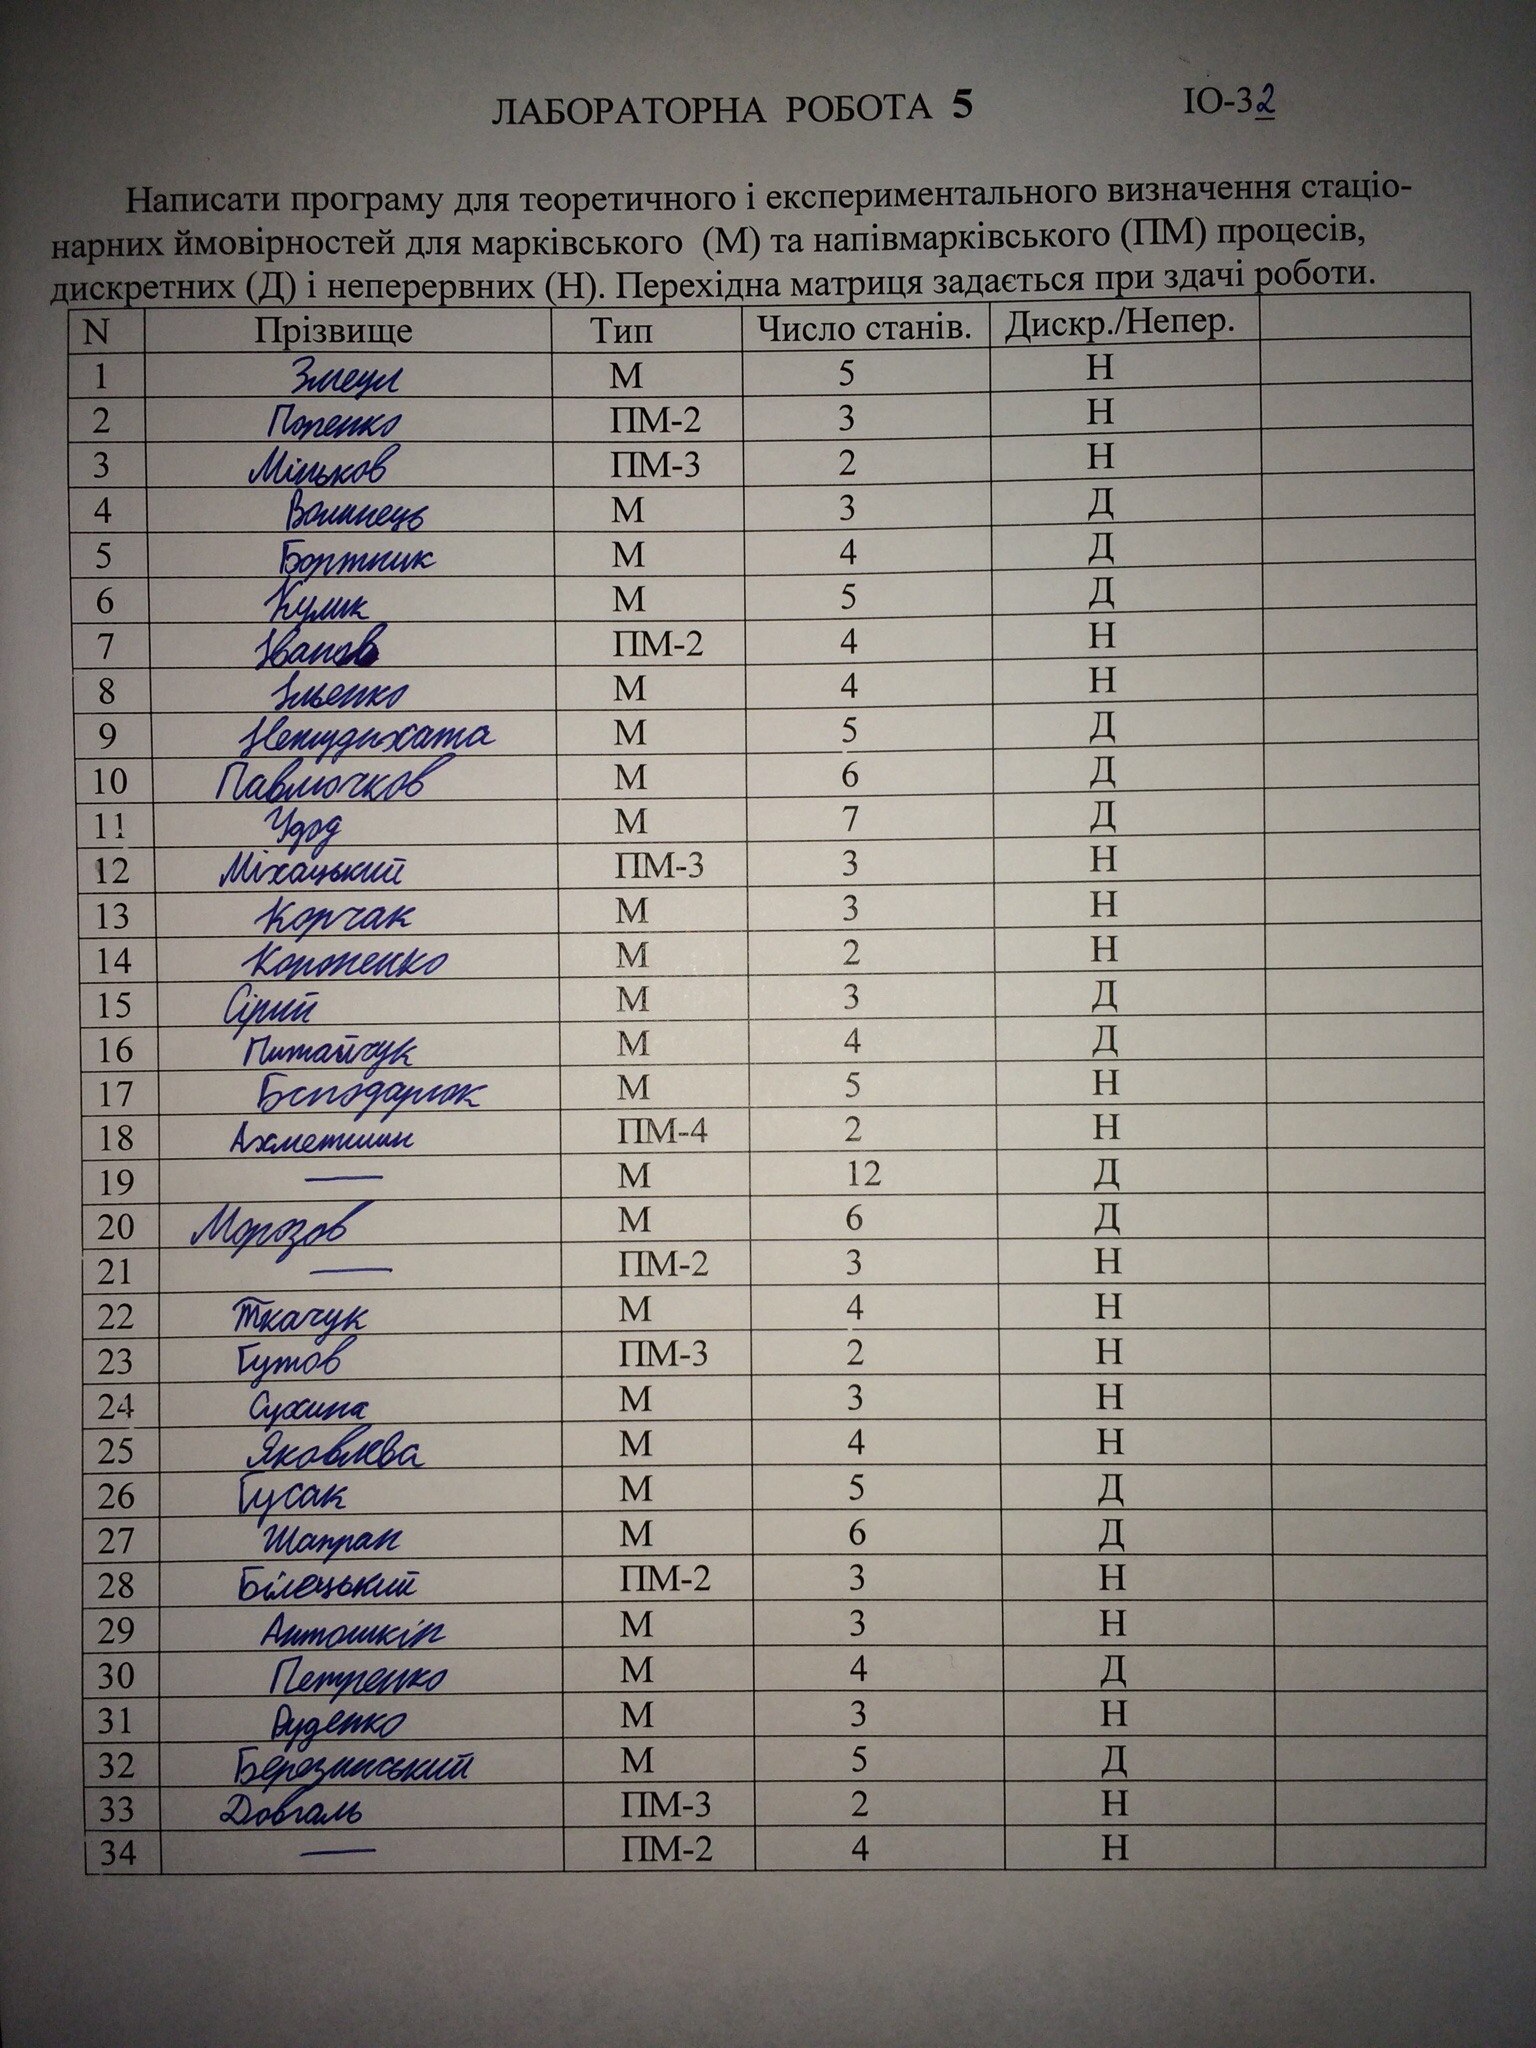 ЛАБОРАТОРНА РОБОТА 5 ІО-32
Написати програму для теоретичного і експериментального визначення стаціо-
нарних ймовірностей для марківського (М) та напівмарківського (ПМ) процесів,
дискретних (Д) і неперервних (Н). Перехідна матриця задається при здачі роботи.
N Прізвище Тип Число станів. Дискр./Непер.
1 М 5 Н
2 Попенко ПМ-2 3 Н
3 Мільков ПМ-3 2 Н
4 Волинець М 3 Д
5 Бортник М 4 Д
6 Кулик М 5 Д
7 Іванов ПМ-2 4 Н
8 Ільєнко М 4 Н
9 М 5 Д
10 Павлючков М 6 Д
11 Удод М 7 Д
12 Міхацький ПМ-3 3 Н
13 Корчак М 3 Н
14 М 2 Н
15 Сірий М 3 Д
16 Питайчук М 4 Д
17 М 5 Н
18 Ахметшин ПМ-4 2 Н
19 — М 12 Д
20 Морозов М 6 Д
21 — ПМ-2 3 Н
22 Ткачук М 4 Н
23 Гутов ПМ-3 2 Н
24 Сухина М 3 Н
25 Яковлєва М 4 Н
26 Гусак М 5 Д
27 Шапран М 6 Д
28 Білецький ПМ-2 3 Н
29 Антошкін М 3 Н
30 Петренко М 4 Д
31 Руденко М 3 Н
32 Березинський М 5 Д
33 Довгаль ПМ-3 2 Н
34 — ПМ-2 4 Н